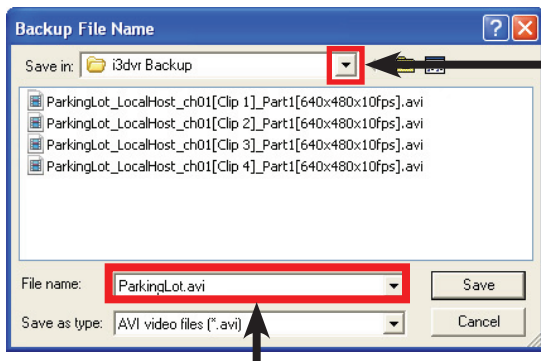 Backup File Name
Save in: i3dvr Backup
ParkingLot_LocalHost_ch01[Clip 1]_Part1[640x480x10fps].avi
ParkingLot_LocalHost_ch01[Clip 2]_Part1[640x480x10fps].avi
ParkingLot_LocalHost_ch01[Clip 3]_Part1[640x480x10fps].avi
ParkingLot_LocalHost_ch01[Clip 4]_Part1[640x480x10fps].avi
File name: ParkingLot.avi Save
Save as type: AVI video files (*.avi) Cancel